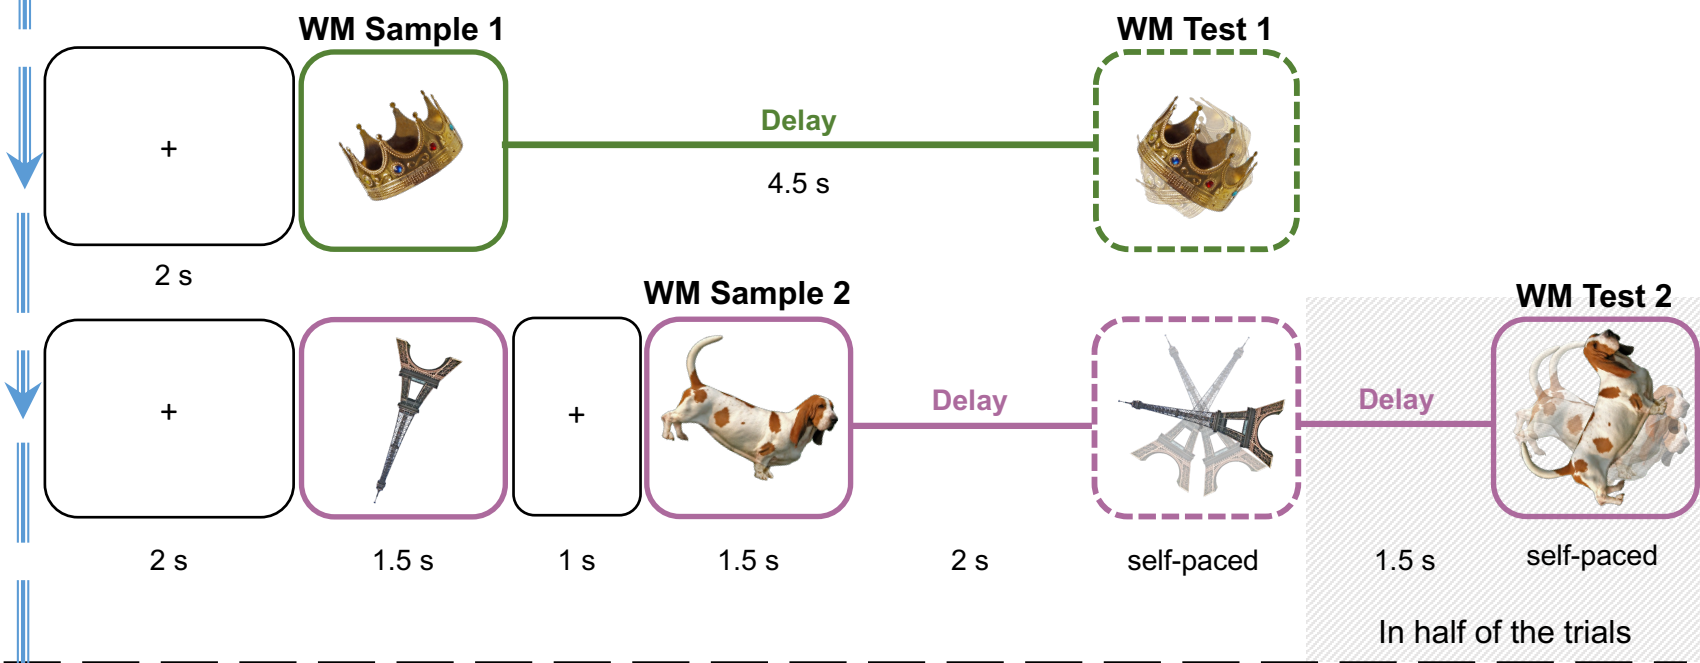 WM Sample 1
WM Test 1
+
Delay
4.5 s
2 s
WM Sample 2
WM Test 2
+
+
Delay
Delay
2 s
1.5 s
1 s
1.5 s
2 s
self-paced
1.5 s
self-paced
In half of the trials